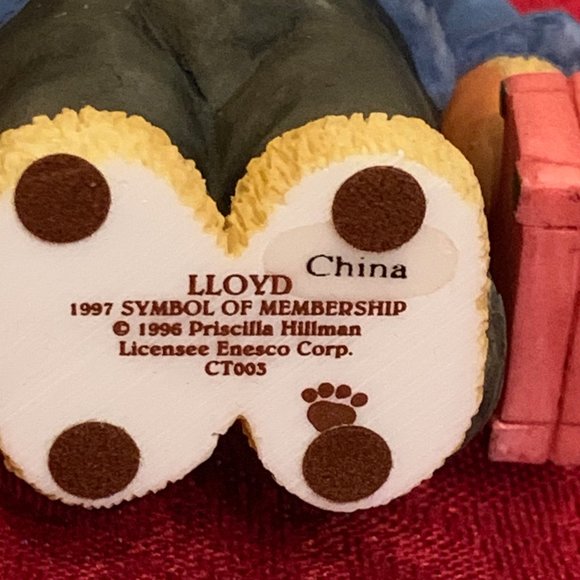 China
LLOYD
1997 SYMBOL OF MEMBERSHIP
© 1996 Priscilla Hillman
Licensee Enesco Corp.
CT003